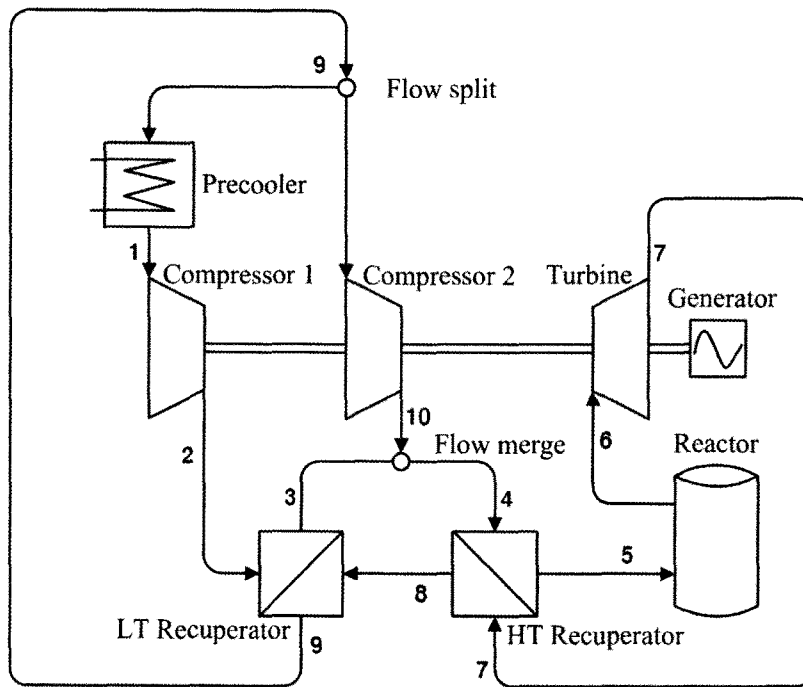 9
Flow split
Precooler
1
7
Compressor 1
Compressor 2
Turbine
Generator
10
2
Flow merge
6
Reactor
3
4
5
8
LT Recuperator
9
HT Recuperator
7